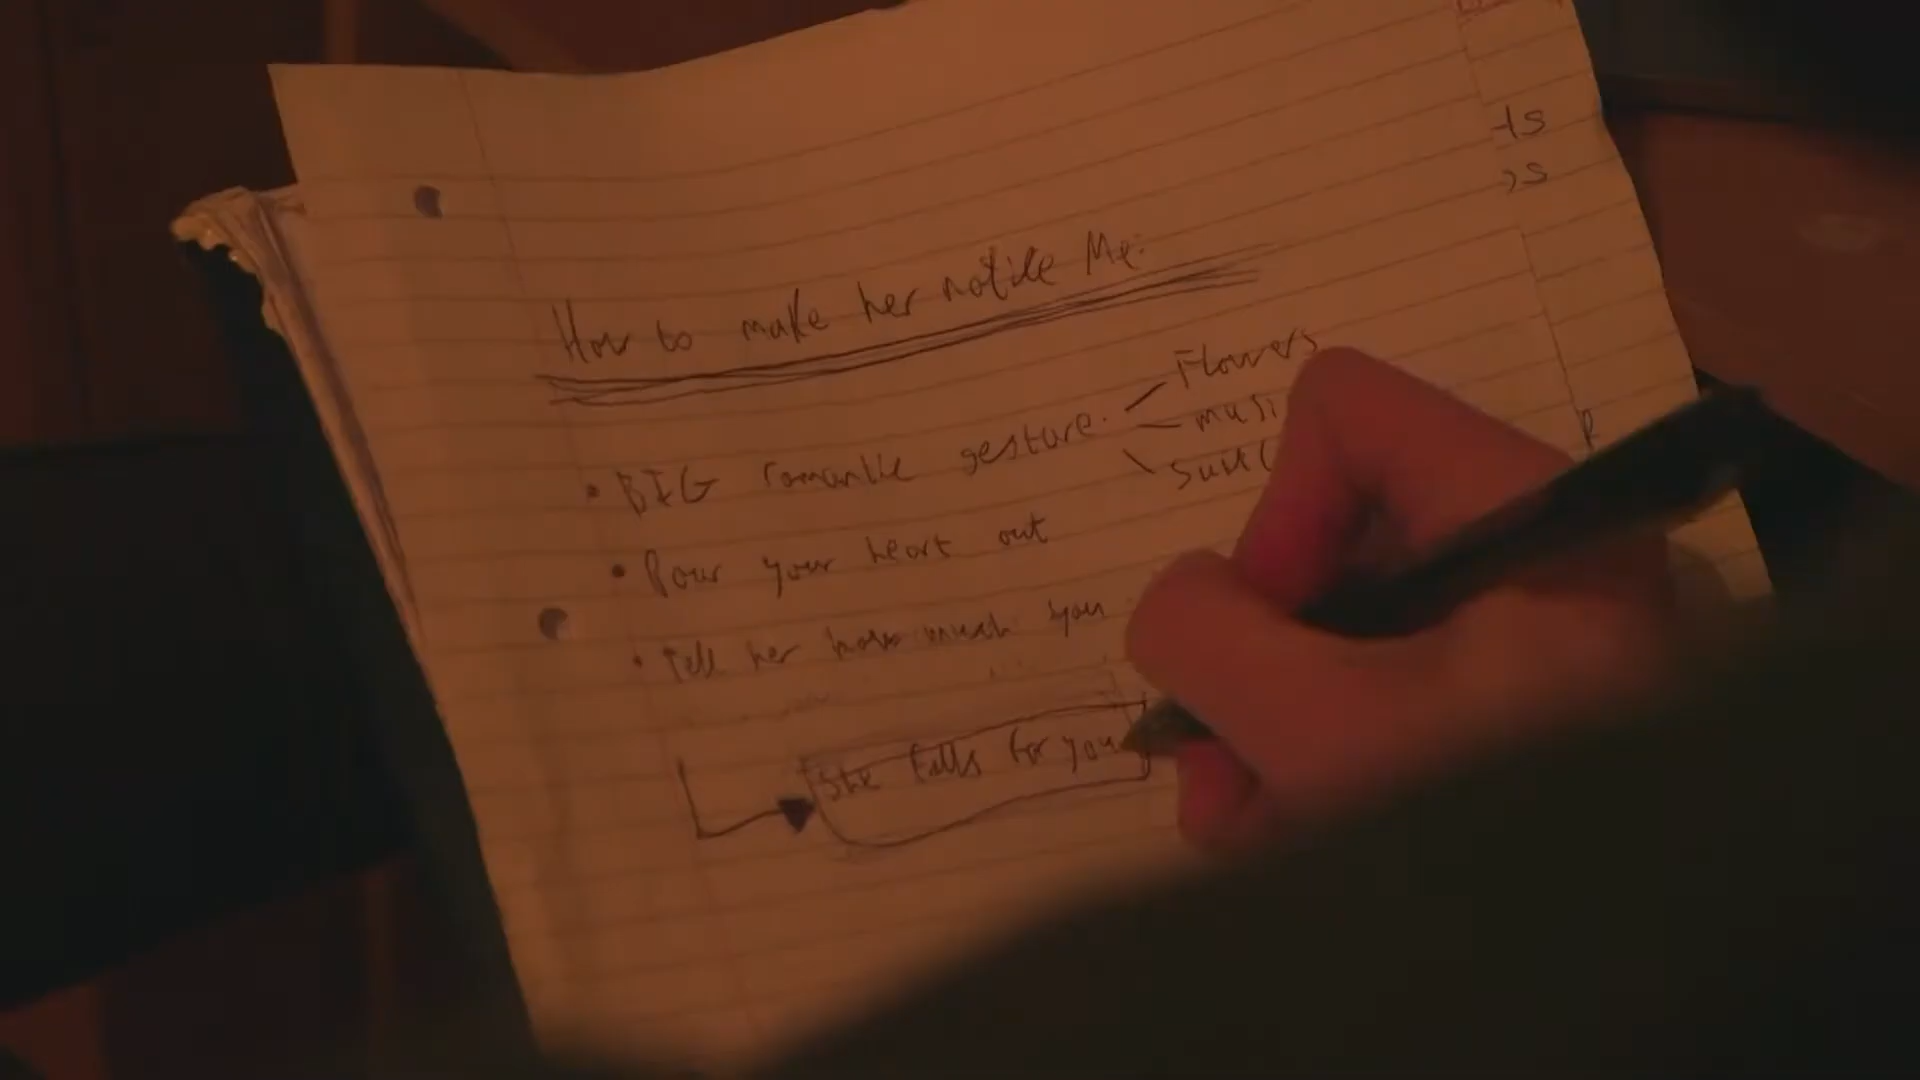 How to make her notice Me:
• BIG romantic gesture. Flowers
musi
• Pour your heart out
• Tell her how much you
She falls for you